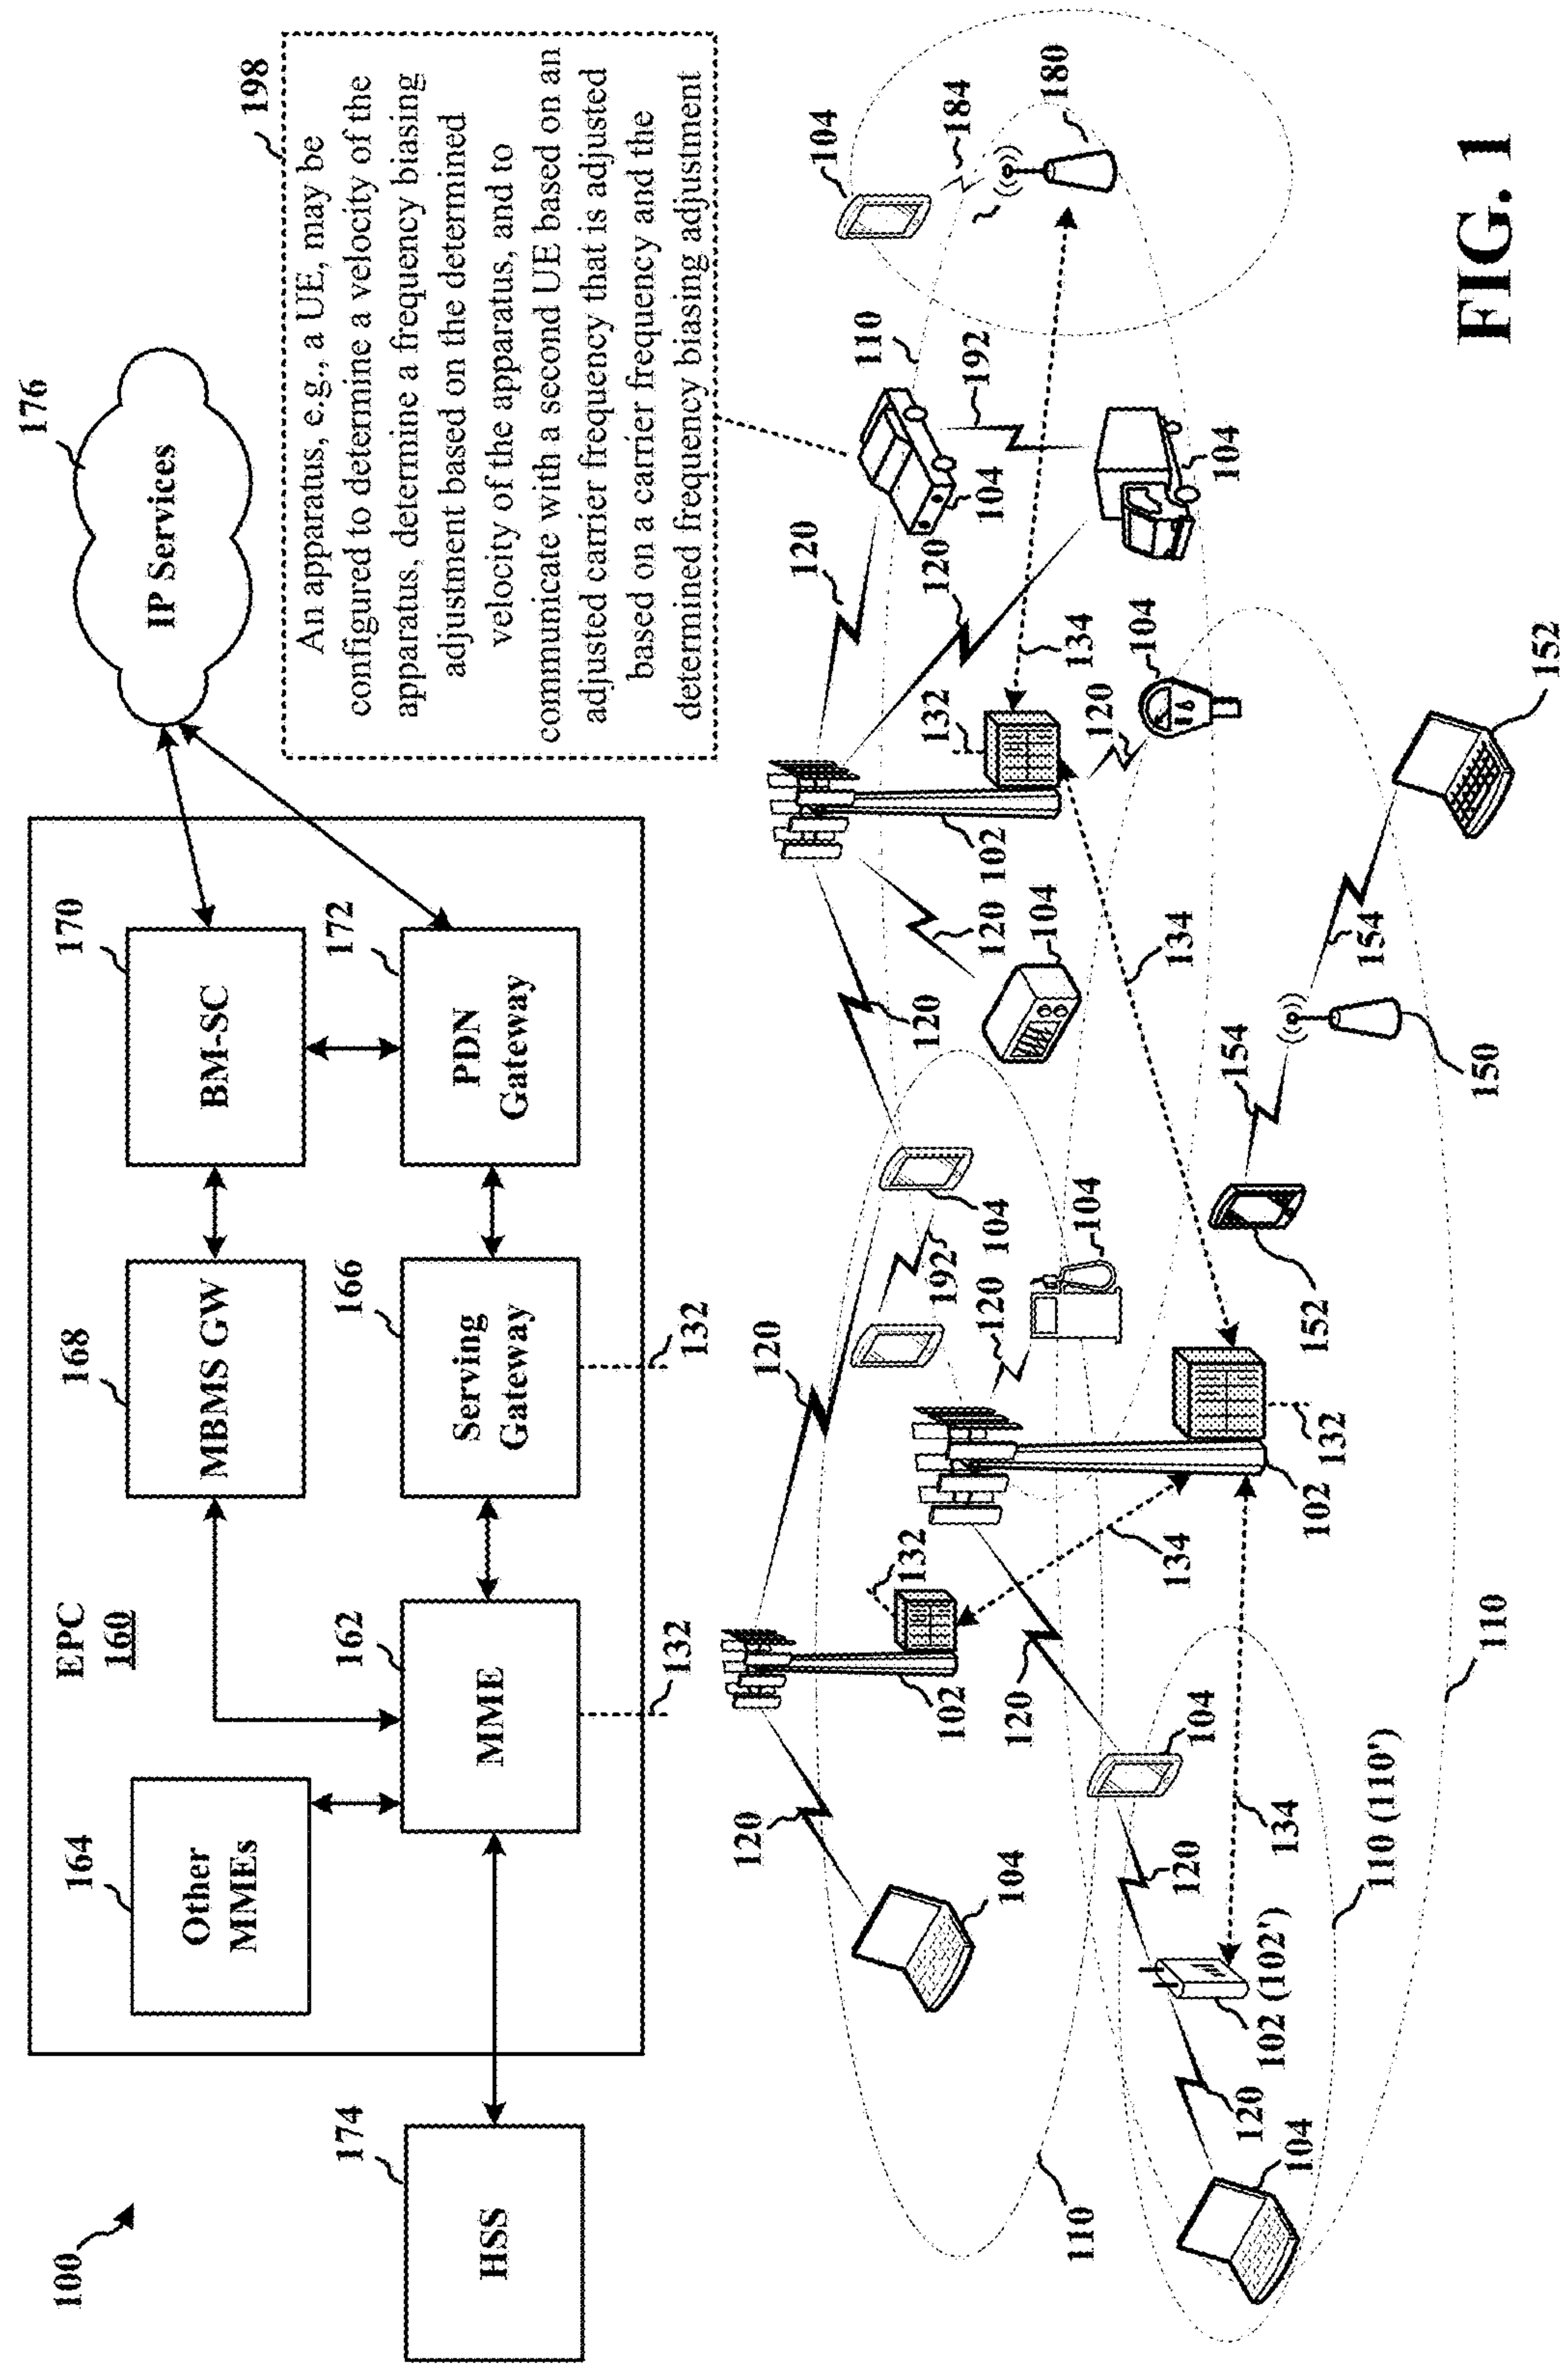 100
174
HSS
EPC
160
164
Other
MMEs
162
MME
132
168
MBMS GW
166
Serving
Gateway
132
170
BM-SC
172
PDN
Gateway
176
IP Services
198
An apparatus, e.g., a UE, may be
configured to determine a velocity of the
apparatus, determine a frequency biasing
adjustment based on the determined
velocity of the apparatus, and to
communicate with a second UE based on an
adjusted carrier frequency that is adjusted
based on a carrier frequency and the
determined frequency biasing adjustment
110
104
120
102
132
120
104
120
102 (102')
120
104
120
134
110 (110')
110
134
102
132
120
104
192
104
120
120
104
102
132
120
120
104
110
192
104
134
120
104
134
104
184
180
152
154
150
154
152
FIG. 1